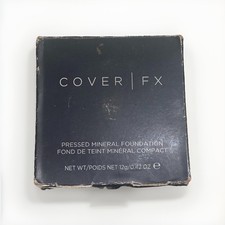 COVER | FX
PRESSED MINERAL FOUNDATION
FOND DE TEINT MINÉRAL COMPACT
NET WT/POIDS NET 12g/0.42 OZ ℮